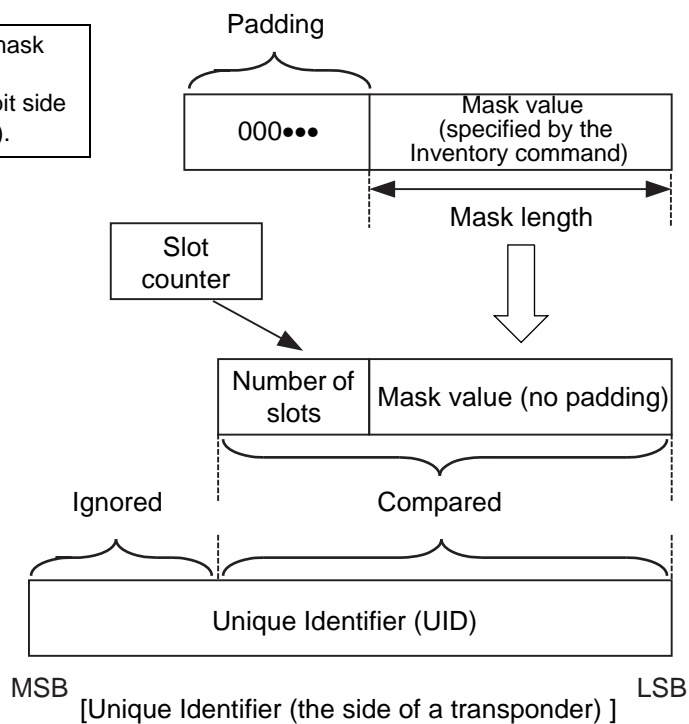 Padding
mask
bit side
).
000•••
Mask value
(specified by the
Inventory command)
Mask length
Slot
counter
Number of
slots
Mask value (no padding)
Ignored
Compared
Unique Identifier (UID)
MSB
LSB
[Unique Identifier (the side of a transponder) ]